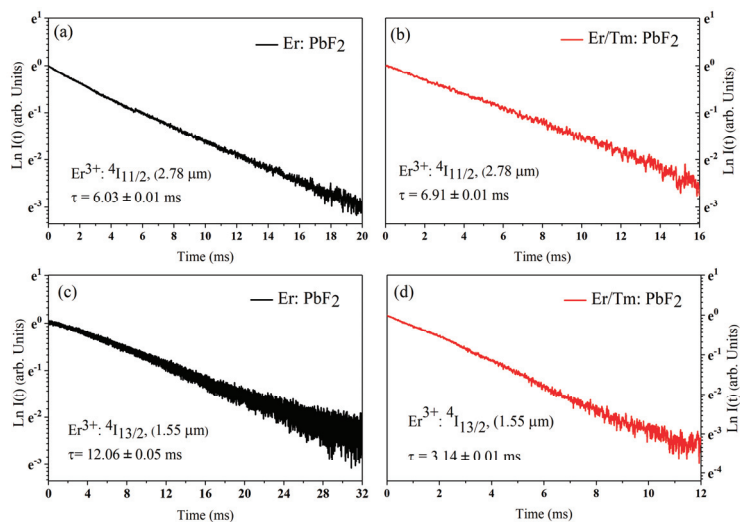 (a)
Er: PbF2
Ln I(t) (arb. Units)
e1
e0
e-1
e-2
e-3
Er3+: 4I11/2, (2.78 μm)
τ = 6.03 ± 0.01 ms
0 2 4 6 8 10 12 14 16 18 20
Time (ms)
(b)
Er/Tm: PbF2
Ln I(t) (arb. Units)
e1
e0
e-1
e-2
e-3
Er3+: 4I11/2, (2.78 μm)
τ = 6.91 ± 0.01 ms
0 2 4 6 8 10 12 14 16
Time (ms)
(c)
Er: PbF2
Ln I(t) (arb. Units)
e1
e0
e-1
e-2
e-3
Er3+: 4I13/2, (1.55 μm)
τ= 12.06 ± 0.05 ms
0 4 8 12 16 20 24 28 32
Time (ms)
(d)
Er/Tm: PbF2
Ln I(t) (arb. Units)
e1
e0
e-1
e-2
e-3
e-4
Er3+: 4I13/2, (1.55 μm)
τ = 3.14 ± 0.01 ms
0 2 4 6 8 10 12
Time (ms)